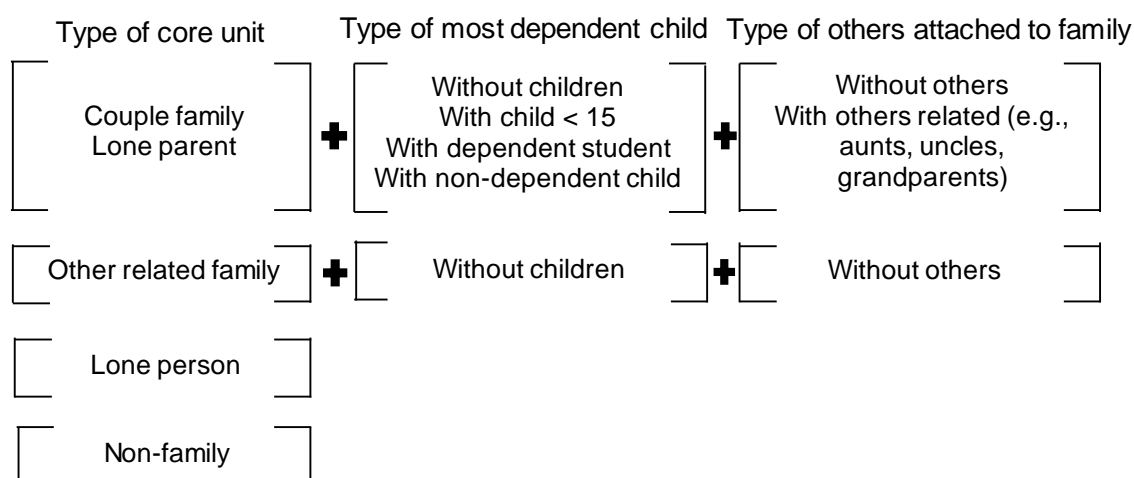 Type of core unit
Type of most dependent child
Type of others attached to family
Couple family
Lone parent
Without children
With child < 15
With dependent student
With non-dependent child
Without others
With others related (e.g.,
aunts, uncles,
grandparents)
Other related family
Without children
Without others
Lone person
Non-family